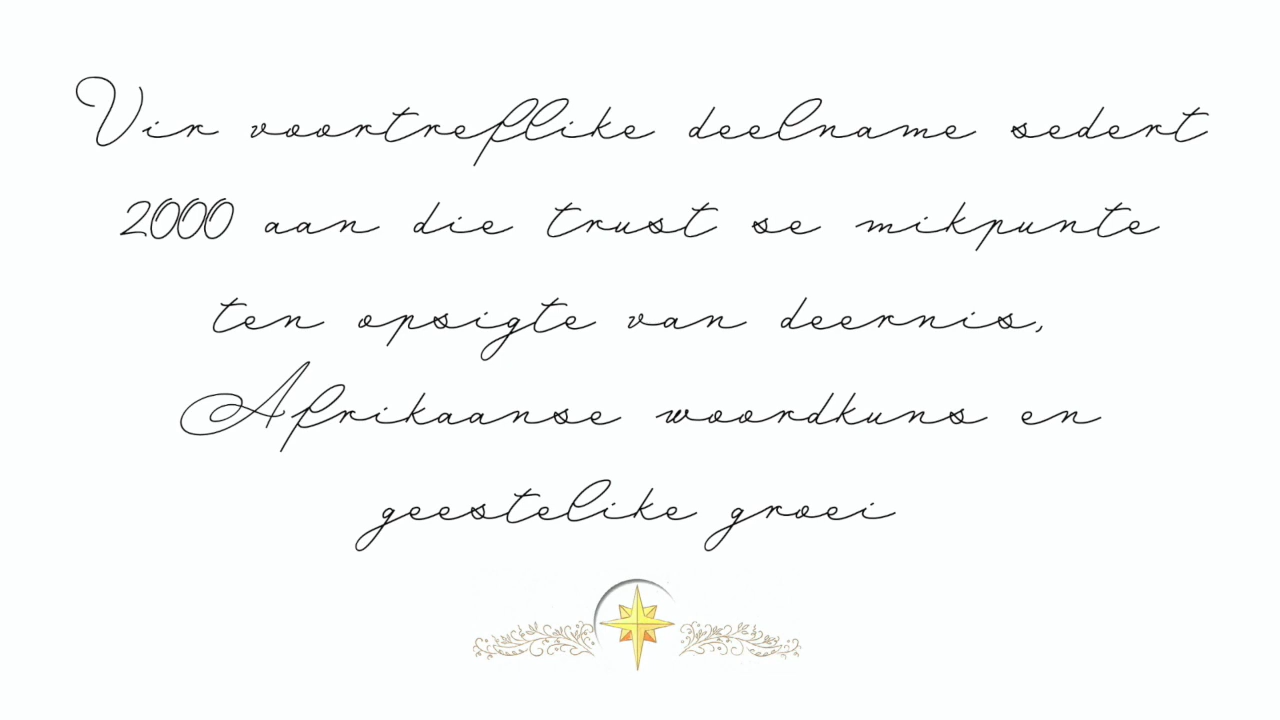 Vir voortreflike deelname sedert
2000 aan die trust se mikpunte
ten opsigte van deernis,
Afrikaanse woordkuns en
geestelike groei